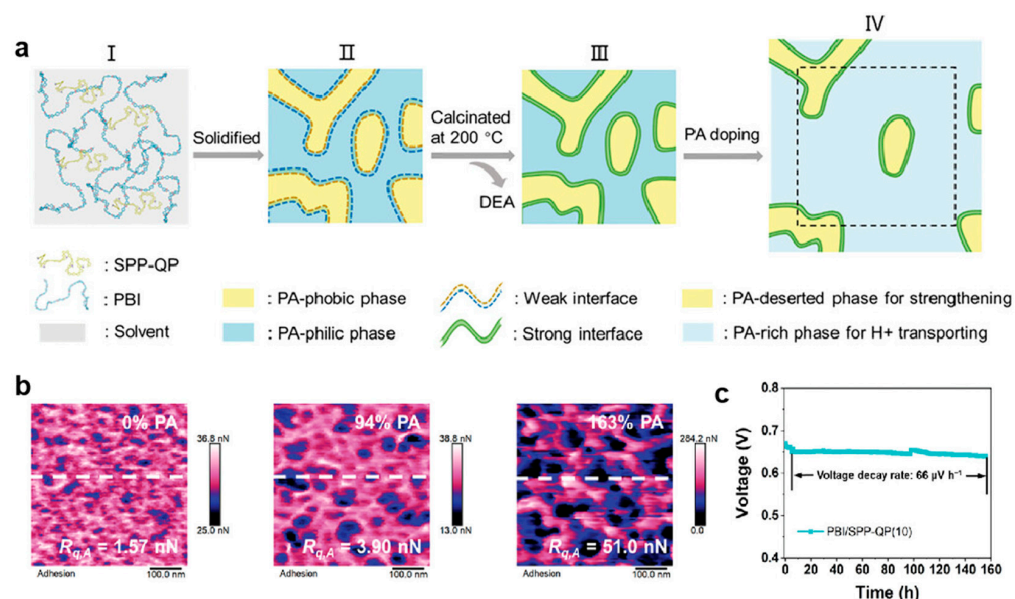 a
I
II
III
IV
Solidified
Calcinated
at 200 °C
DEA
PA doping
: SPP-QP
: PBI
: Solvent
: PA-phobic phase
: PA-philic phase
: Weak interface
: Strong interface
: PA-deserted phase for strengthening
: PA-rich phase for H+ transporting
b
0% PA
36.8 nN
25.0 nN
Rq,A = 1.57 nN
Adhesion
100.0 nm
94% PA
38.8 nN
13.0 nN
Rq,A = 3.90 nN
Adhesion
100.0 nm
163% PA
284.2 nN
0.0
Rq,A = 51.0 nN
Adhesion
100.0 nm
c
Voltage (V)
0.8
0.7
0.6
0.5
0.4
Voltage decay rate: 66 µV h⁻¹
PBI/SPP-QP(10)
0 20 40 60 80 100 120 140 160
Time (h)